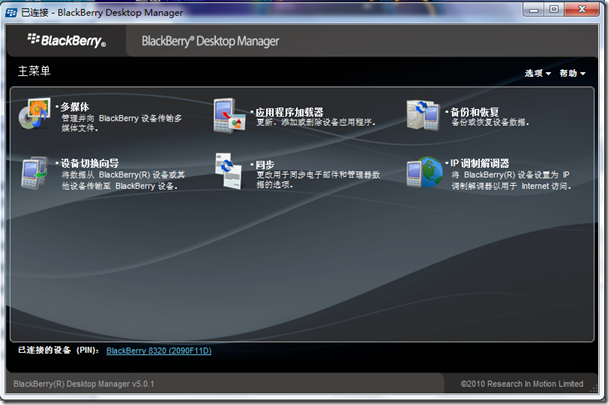 已连接 - BlackBerry Desktop Manager
BlackBerry®
BlackBerry® Desktop Manager
主菜单
选项 帮助
多媒体
管理并向 BlackBerry 设备传输多
媒体文件。
应用程序加载器
更新、添加或删除设备应用程序。
备份和恢复
备份或恢复设备数据。
设备切换向导
将数据从 BlackBerry(R) 设备或其
他设备传输至 BlackBerry 设备。
同步
更改用于同步电子邮件和管理器数
据的选项。
IP 调制解调器
将 BlackBerry(R) 设备设置为 IP
调制解调器以用于 Internet 访问。
已连接的设备 (PIN): BlackBerry 8320 (2090F11D)
BlackBerry(R) Desktop Manager v5.0.1
©2010 Research In Motion Limited